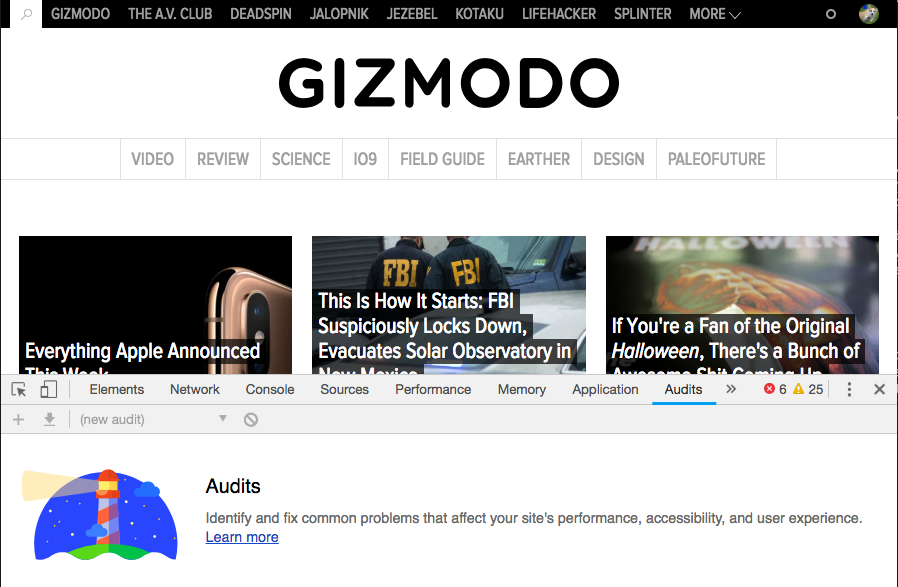 GIZMODO THE A.V. CLUB DEADSPIN JALOPNIK JEZEBEL KOTAKU LIFEHACKER SPLINTER MORE
GIZMODO
VIDEO REVIEW SCIENCE IO9 FIELD GUIDE EARTHER DESIGN PALEOFUTURE
FBI FBI
HALLOWEEN
Everything Apple Announced
This Week
This Is How It Starts: FBI
Suspiciously Locks Down,
Evacuates Solar Observatory in
New Mexico
If You're a Fan of the Original
Halloween, There's a Bunch of
Awesome Shit Coming Up
Elements Network Console Sources Performance Memory Application Audits » 6 25
(new audit)
Audits
Identify and fix common problems that affect your site's performance, accessibility, and user experience.
Learn more